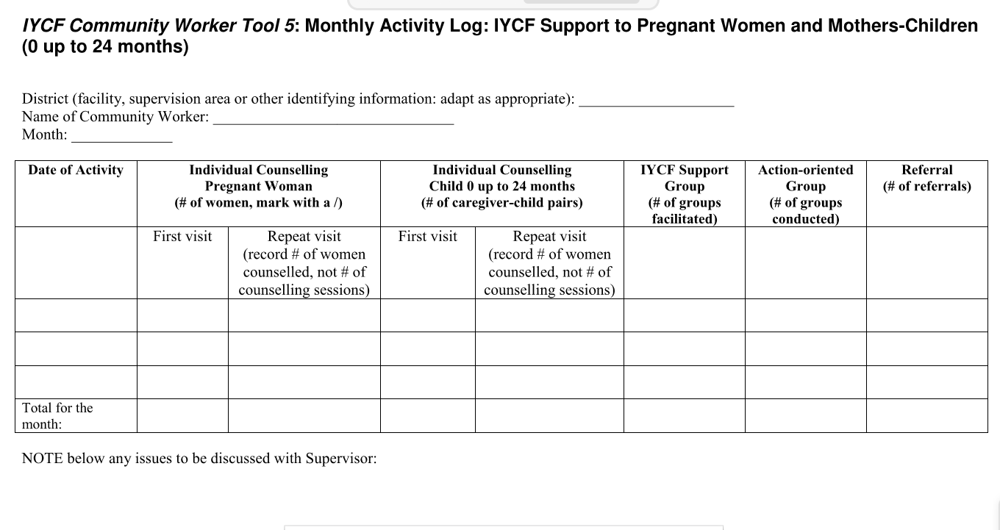 IYCF Community Worker Tool 5: Monthly Activity Log: IYCF Support to Pregnant Women and Mothers-Children
(0 up to 24 months)
District (facility, supervision area or other identifying information: adapt as appropriate): ____________________
Name of Community Worker: _______________________________
Month: _____________
Date of Activity
Individual Counselling
Pregnant Woman
(# of women, mark with a /)
Individual Counselling
Child 0 up to 24 months
(# of caregiver-child pairs)
IYCF Support
Group
(# of groups
facilitated)
Action-oriented
Group
(# of groups
conducted)
Referral
(# of referrals)
First visit
Repeat visit
(record # of women
counselled, not # of
counselling sessions)
First visit
Repeat visit
(record # of women
counselled, not # of
counselling sessions)
Total for the
month:
NOTE below any issues to be discussed with Supervisor: